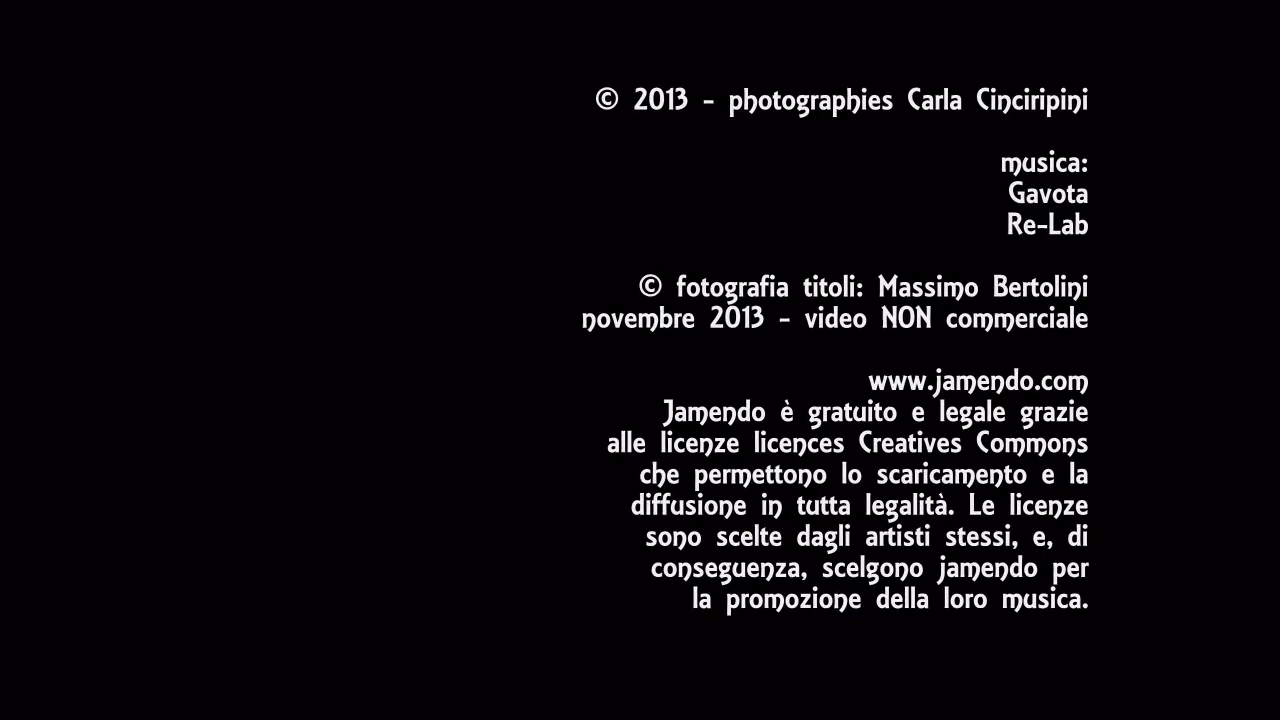 © 2013 - photographies Carla Cinciripini
musica:
Gavota
Re-Lab
© fotografia titoli: Massimo Bertolini
novembre 2013 - video NON commerciale
www.jamendo.com
Jamendo è gratuito e legale grazie
alle licenze licences Creatives Commons
che permettono lo scaricamento e la
diffusione in tutta legalità. Le licenze
sono scelte dagli artisti stessi, e, di
conseguenza, scelgono jamendo per
la promozione della loro musica.